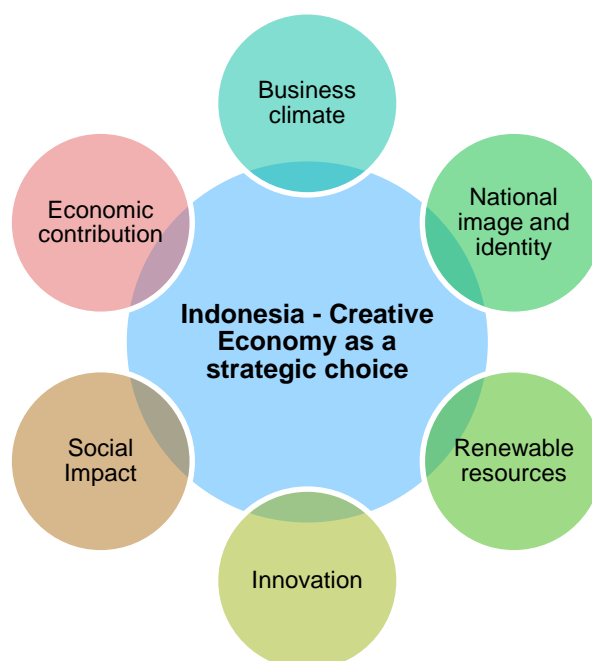 Business
climate
National
image and
identity
Economic
contribution
Indonesia - Creative
Economy as a
strategic choice
Renewable
resources
Social
Impact
Innovation